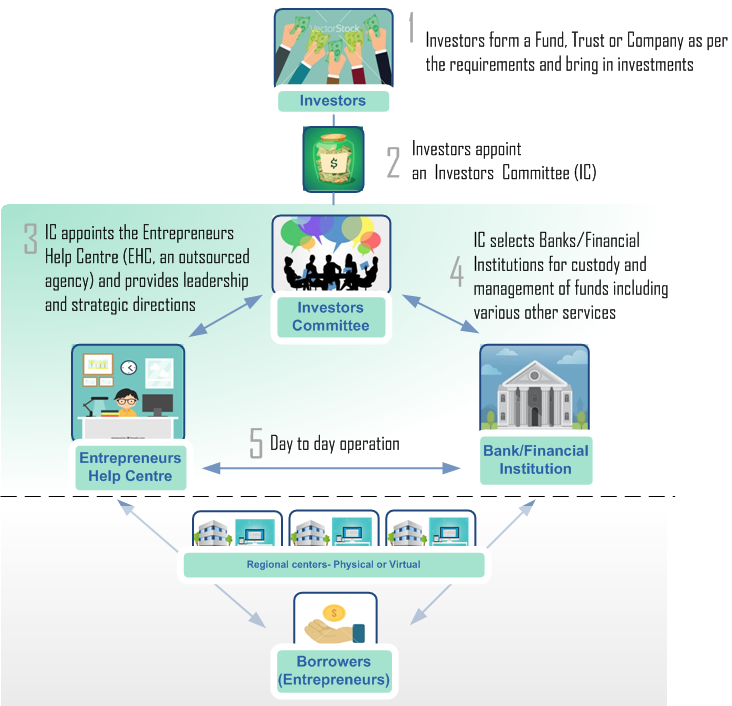 VectorStock
Investors
1
Investors form a Fund, Trust or Company as per
the requirements and bring in investments
$
2
Investors appoint
an Investors Committee (IC)
3
IC appoints the Entrepreneurs
Help Centre (EHC, an outsourced
agency) and provides leadership
and strategic directions
Investors
Committee
4
IC selects Banks/Financial
Institutions for custody and
management of funds including
various other services
Entrepreneurs
Help Centre
5
Day to day operation
Bank/Financial
Institution
Regional centers- Physical or Virtual
$
Borrowers
(Entrepreneurs)